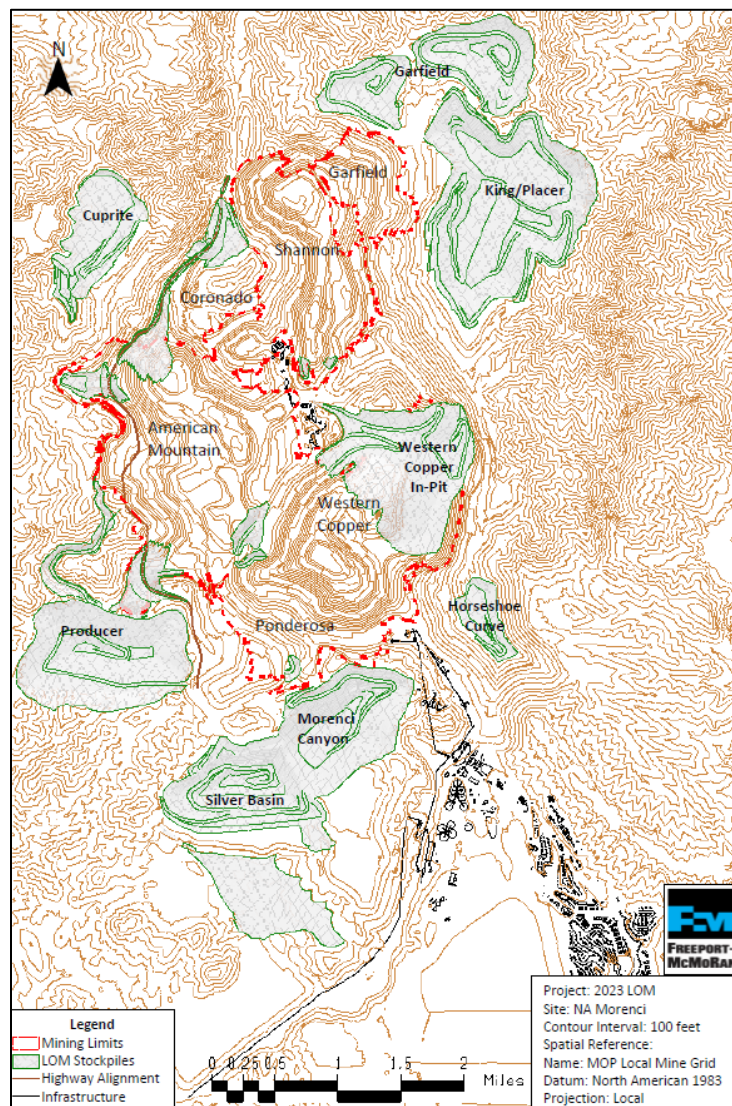 N
Garfield
Garfield
King/Placer
Cuprite
Shannon
Coronado
American
Mountain
Western
Copper
In-Pit
Western
Copper
Horseshoe
Curve
Ponderosa
Producer
Morenci
Canyon
Silver Basin
FREEPORT-
McMoRAN
Project: 2023 LOM
Site: NA Morenci
Contour Interval: 100 feet
Spatial Reference:
Name: MOP Local Mine Grid
Datum: North American 1983
Projection: Local
Legend
Mining Limits
LOM Stockpiles
Highway Alignment
Infrastructure
0 0.25 0.5 1 1.5 2
Miles